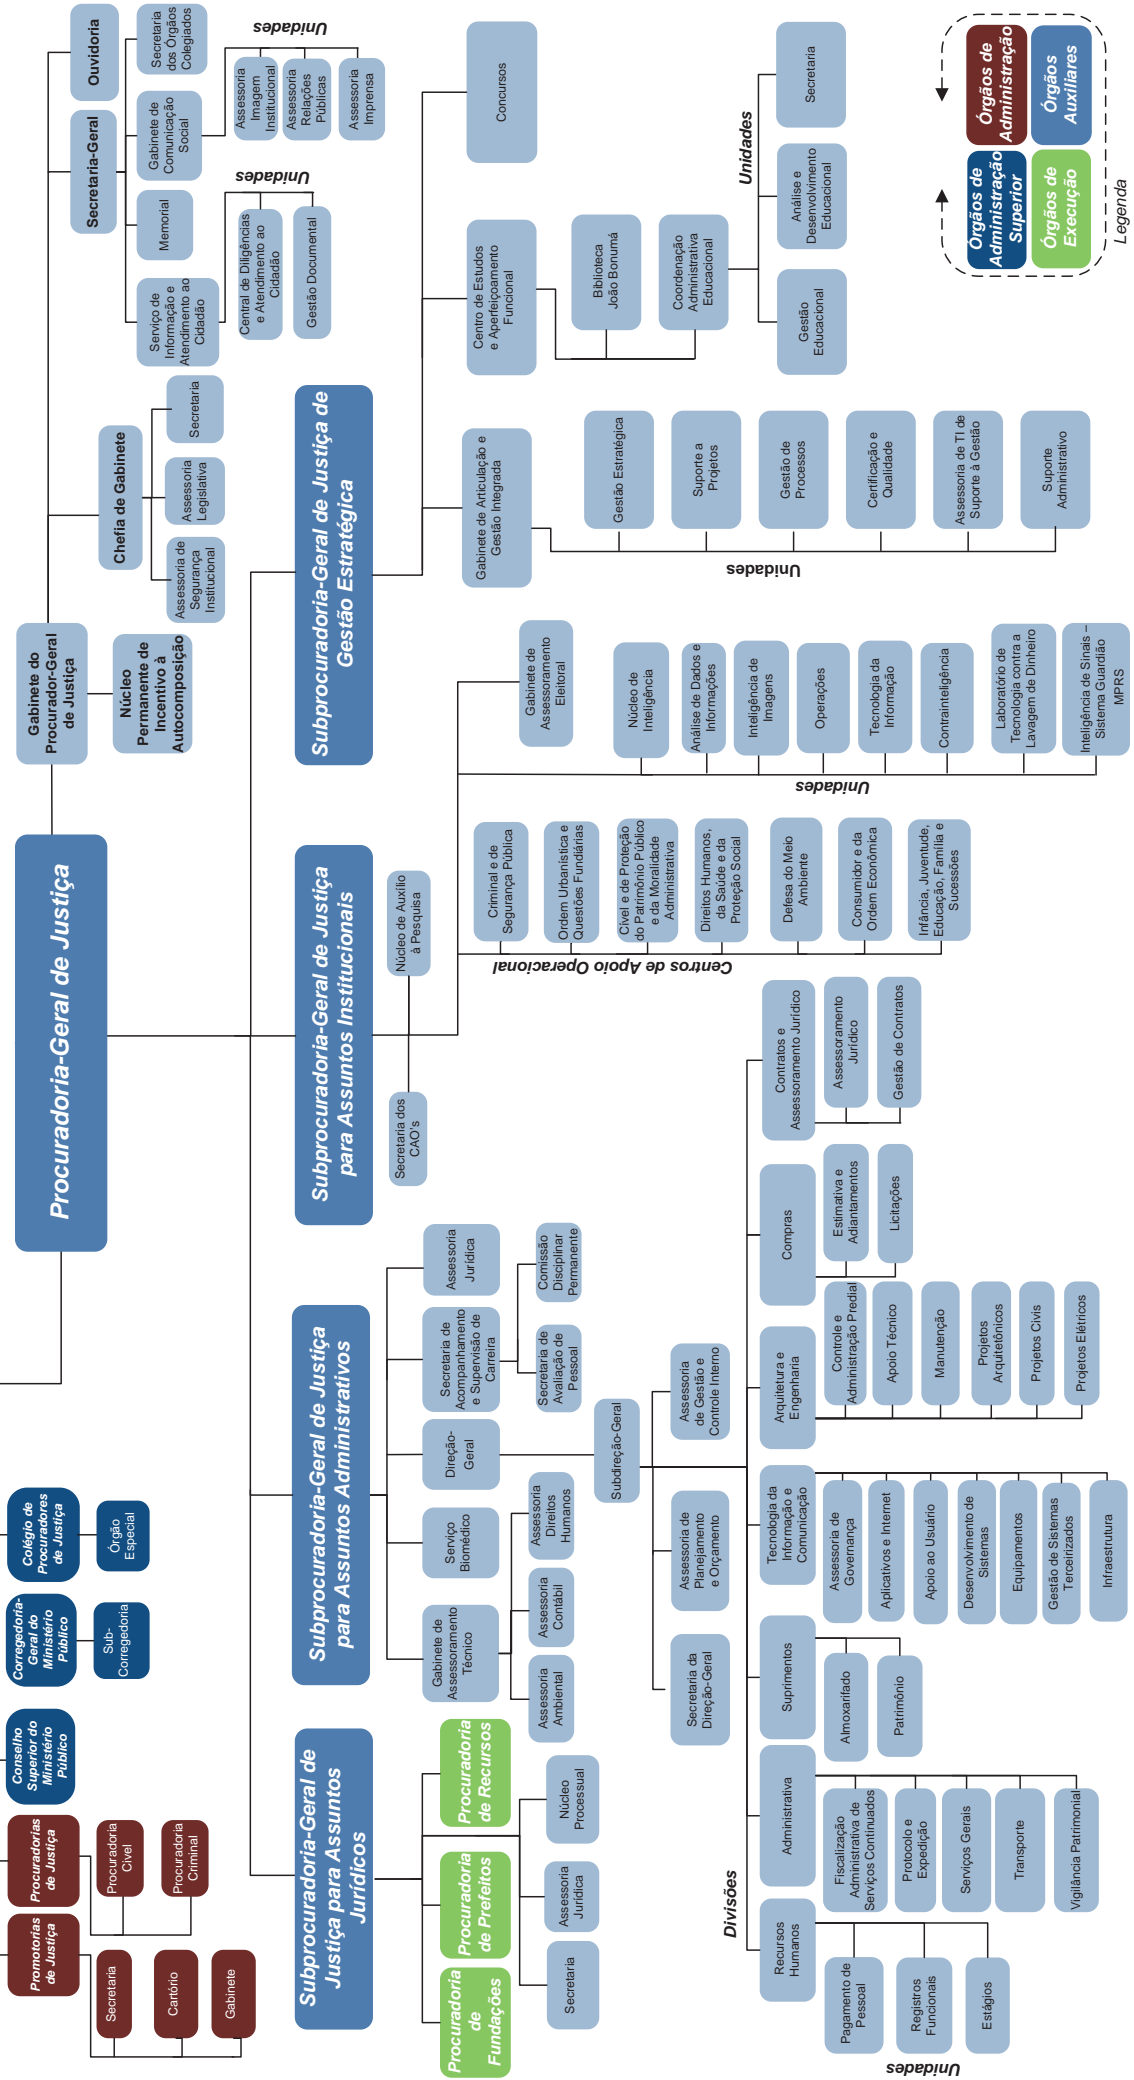 Procuradoria-Geral de Justiça
Promotorias
de Justiça
Secretaria
Cartório
Gabinete
Procuradorias
de Justiça
Procuradoria
Cível
Procuradoria
Criminal
Conselho
Superior do
Ministério
Público
Corregedoria-
Geral do
Ministério
Público
Sub-
Corregedoria
Colégio de
Procuradores
de Justiça
Órgão
Especial
Gabinete do
Procurador-Geral
de Justiça
Núcleo
Permanente de
Incentivo à
Autocomposição
Chefia de Gabinete
Assessoria de
Segurança
Institucional
Assessoria
Legislativa
Secretaria
Secretaria-Geral
Ouvidoria
Serviço de
Informação e
Atendimento ao
Cidadão
Memorial
Gabinete de
Comunicação
Social
Secretaria
dos Órgãos
Colegiados
Unidades
Central de Diligências
e Atendimento ao
Cidadão
Gestão Documental
Unidades
Assessoria
Imagem
Institucional
Assessoria
Relações
Públicas
Assessoria
Imprensa
Subprocuradoria-Geral de
Justiça para Assuntos
Jurídicos
Procuradoria
de
Fundações
Procuradoria
de Prefeitos
Procuradoria
de Recursos
Secretaria
Assessoria
Jurídica
Núcleo
Processual
Subprocuradoria-Geral de Justiça
para Assuntos Administrativos
Gabinete de
Assessoramento
Técnico
Serviço
Biomédico
Direção-
Geral
Secretaria de
Acompanhamento
e Supervisão de
Carreira
Assessoria
Jurídica
Assessoria
Ambiental
Assessoria
Contábil
Assessoria
Direitos
Humanos
Secretaria de
Avaliação de
Pessoal
Comissão
Disciplinar
Permanente
Subdireção-Geral
Secretaria da
Direção-Geral
Assessoria de
Planejamento
e Orçamento
Assessoria
de Gestão e
Controle Interno
Divisões
Recursos
Humanos
Administrativa
Suprimentos
Tecnologia da
Informação e
Comunicação
Arquitetura e
Engenharia
Compras
Contratos e
Assessoramento Jurídico
Unidades
Pagamento de
Pessoal
Registros
Funcionais
Estágios
Fiscalização
Administrativa de
Serviços Continuados
Protocolo e
Expedição
Serviços Gerais
Transporte
Vigilância Patrimonial
Almoxarifado
Patrimônio
Assessoria de
Governança
Aplicativos e Internet
Apoio ao Usuário
Desenvolvimento de
Sistemas
Equipamentos
Gestão de Sistemas
Terceirizados
Infraestrutura
Controle e
Administração Predial
Apoio Técnico
Manutenção
Projetos
Arquitetônicos
Projetos Civis
Projetos Elétricos
Estimativa e
Adiantamentos
Licitações
Assessoramento
Jurídico
Gestão de Contratos
Subprocuradoria-Geral de Justiça
para Assuntos Institucionais
Secretaria dos
CAO's
Núcleo de Auxílio
à Pesquisa
Centros de Apoio Operacional
Criminal e de
Segurança Pública
Ordem Urbanística e
Questões Fundiárias
Cível e de Proteção
do Patrimônio Público
e da Moralidade
Administrativa
Direitos Humanos,
da Saúde e da
Proteção Social
Defesa do Meio
Ambiente
Consumidor e da
Ordem Econômica
Infância, Juventude,
Educação, Família e
Sucessões
Gabinete de
Assessoramento
Eleitoral
Unidades
Núcleo de
Inteligência
Análise de Dados e
Informações
Inteligência de
Imagens
Operações
Tecnologia da
Informação
Contrainteligência
Laboratório de
Tecnologia contra a
Lavagem de Dinheiro
Inteligência de Sinais –
Sistema Guardião
MPRS
Subprocuradoria-Geral de Justiça de
Gestão Estratégica
Gabinete de Articulação e
Gestão Integrada
Centro de Estudos
e Aperfeiçoamento
Funcional
Concursos
Unidades
Gestão Estratégica
Suporte a
Projetos
Gestão de
Processos
Certificação e
Qualidade
Assessoria de TI de
Suporte à Gestão
Suporte
Administrativo
Biblioteca
João Bonumá
Coordenação
Administrativa
Educacional
Unidades
Gestão
Educacional
Análise e
Desenvolvimento
Educacional
Secretaria
Órgãos de
Administração
Superior
Órgãos de
Administração
Órgãos de
Execução
Órgãos
Auxiliares
Legenda